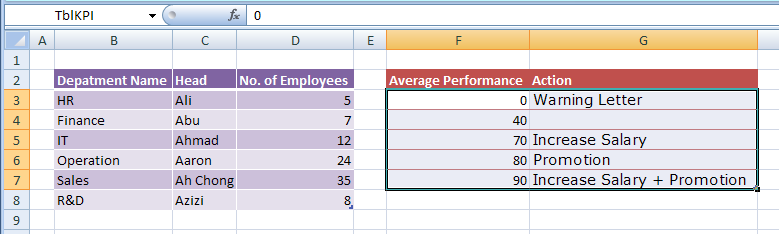 TblKPI fx 0
A B C D E F G
1
2 Depatment Name Head No. of Employees Average Performance Action
3 HR Ali 5 0 Warning Letter
4 Finance Abu 7 40
5 IT Ahmad 12 70 Increase Salary
6 Operation Aaron 24 80 Promotion
7 Sales Ah Chong 35 90 Increase Salary + Promotion
8 R&D Azizi 8
9